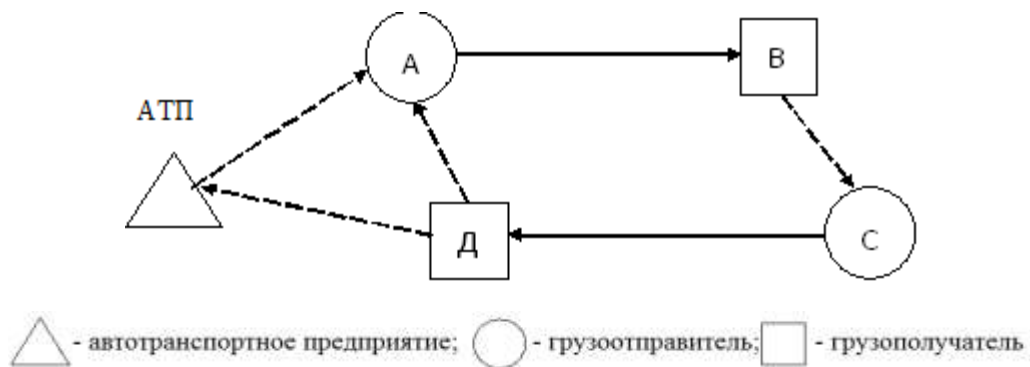 А
В
АТП
Д
С
- автотранспортное предприятие; - грузоотправитель; - грузополучатель